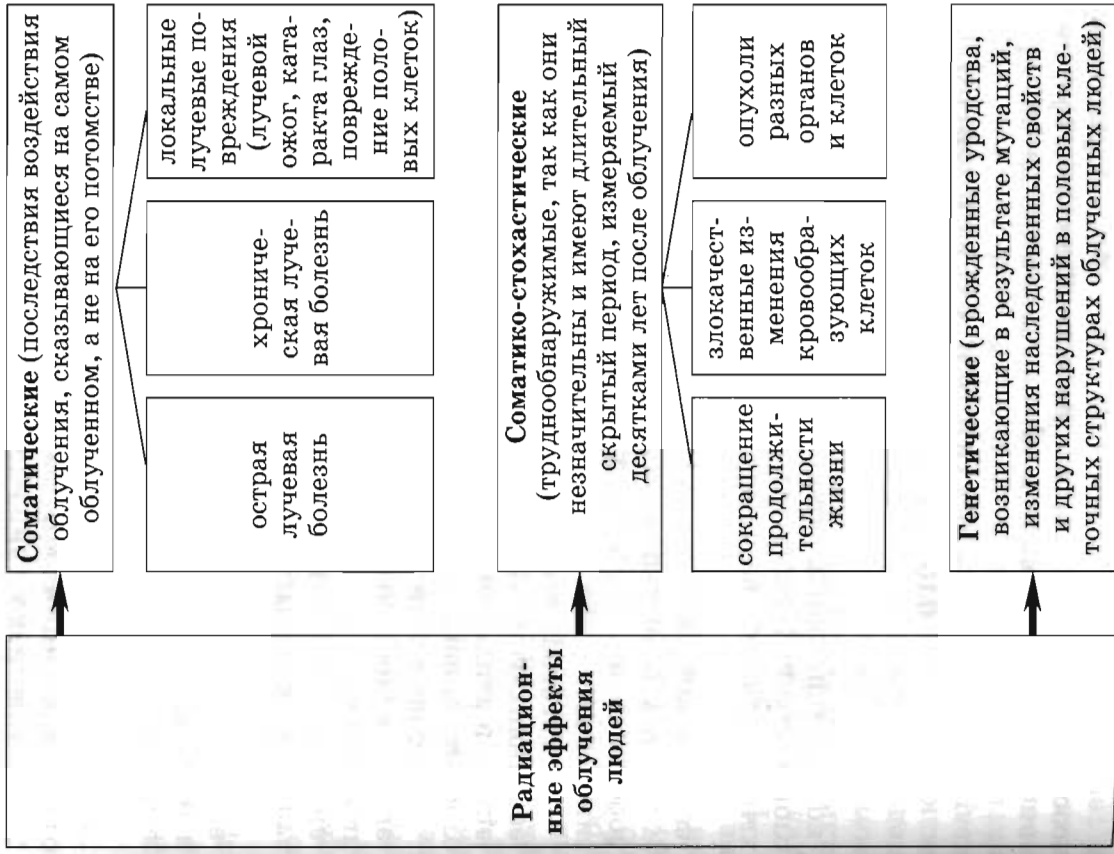 Радиацион-
ные эффекты
облучения
людей
Соматические (последствия воздействия
облучения, сказывающиеся на самом
облученном, а не на его потомстве)
острая
лучевая
болезнь
хрониче-
ская луче-
вая болезнь
локальные
лучевые по-
вреждения
(лучевой
ожог, ката-
ракта глаз,
поврежде-
ние поло-
вых клеток)
Соматико-стохастические
(труднообнаружимые, так как они
незначительны и имеют длительный
скрытый период, измеряемый
десятками лет после облучения)
сокращение
продолжи-
тельности
жизни
злокачест-
венные из-
менения
кровообра-
зующих
клеток
опухоли
разных
органов
и клеток
Генетические (врожденные уродства,
возникающие в результате мутаций,
изменения наследственных свойств
и других нарушений в половых кле-
точных структурах облученных людей)